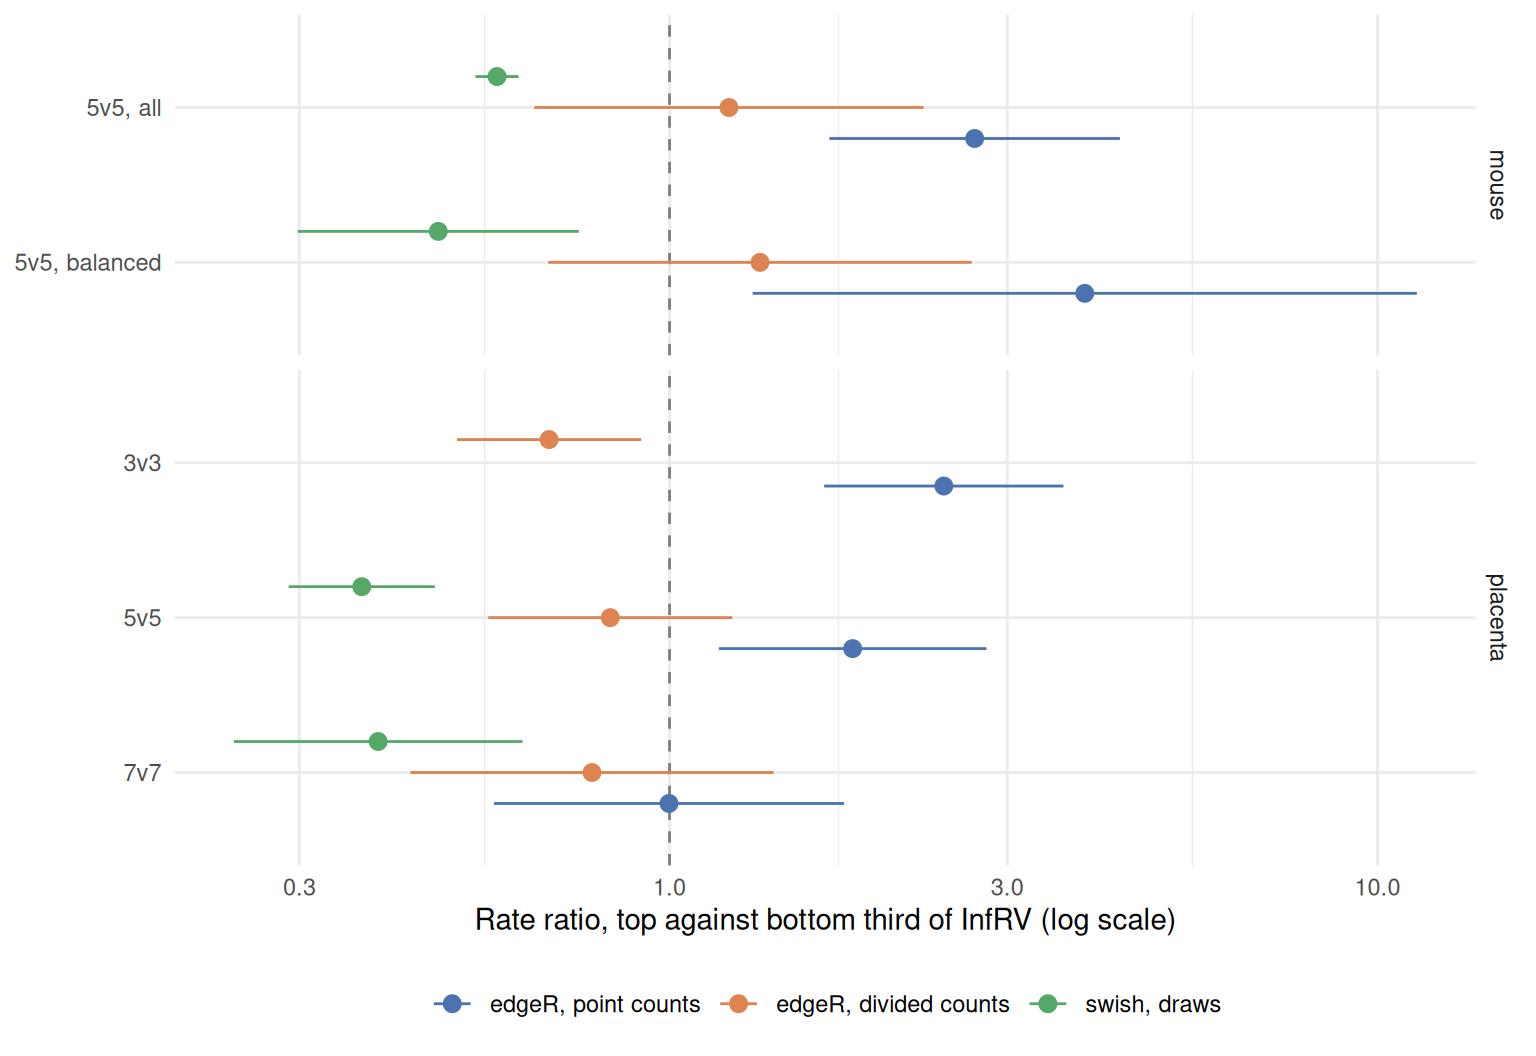 5v5, all
5v5, balanced
mouse
3v3
5v5
7v7
placenta
0.3 1.0 3.0 10.0
Rate ratio, top against bottom third of InfRV (log scale)
edgeR, point counts edgeR, divided counts swish, draws